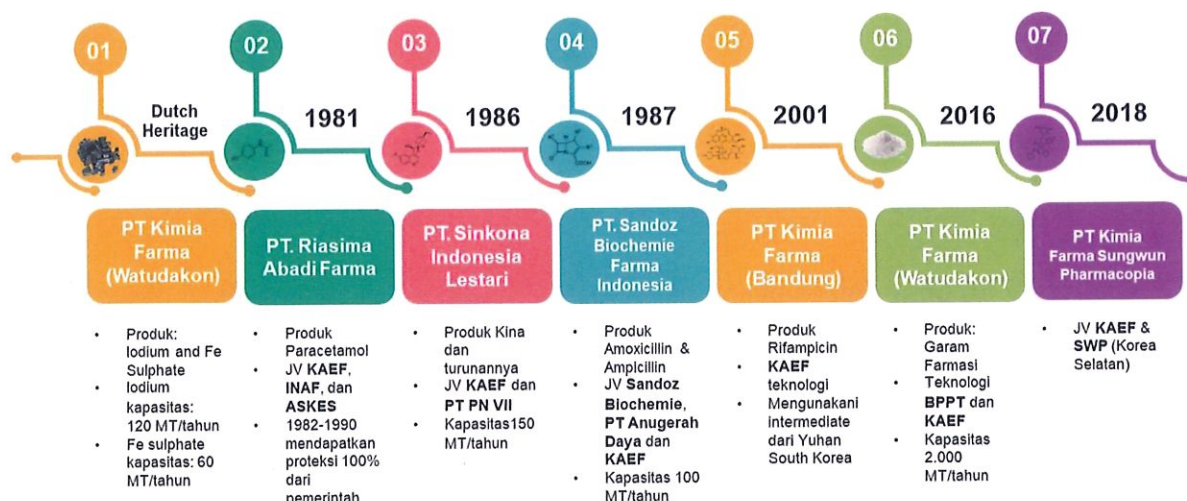 01
02
03
04
05
06
07
Dutch
Heritage
1981
1986
1987
2001
2016
2018
PT Kimia
Farma
(Watudakon)
PT. Riasima
Abadi Farma
PT. Sinkona
Indonesia
Lestari
PT. Sandoz
Biochemie
Farma
Indonesia
PT Kimia
Farma
(Bandung)
PT Kimia
Farma
(Watudakon)
PT Kimia
Farma Sungwun
Pharmacopia
• Produk:
Iodium and Fe
Sulphate
• Iodium
kapasitas:
120 MT/tahun
• Fe sulphate
kapasitas: 60
MT/tahun
• Produk
Paracetamol
• JV KAEF,
INAF, dan
ASKES
• 1982-1990
mendapatkan
proteksi 100%
dari
pemerintah
• Produk Kina
dan
turunannya
• JV KAEF dan
PT PN VII
• Kapasitas150
MT/tahun
• Produk
Amoxicillin &
Ampicillin
• JV Sandoz
Biochemie,
PT Anugerah
Daya dan
KAEF
• Kapasitas 100
MT/tahun
• Produk
Rifampicin
• KAEF
teknologi
• Mengunakani
intermediate
dari Yuhan
South Korea
• Produk:
Garam
Farmasi
• Teknologi
BPPT dan
KAEF
• Kapasitas
2.000
MT/tahun
• JV KAEF &
SWP (Korea
Selatan)